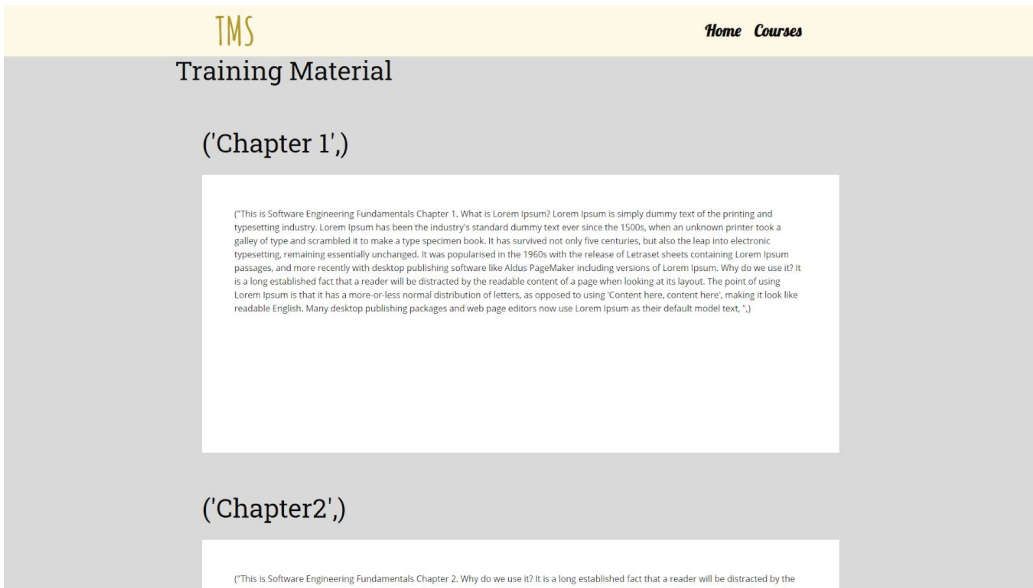 TMS
Home Courses
Training Material
('Chapter 1',)
("This is Software Engineering Fundamentals Chapter 1. What is Lorem Ipsum? Lorem Ipsum is simply dummy text of the printing and
typesetting industry. Lorem Ipsum has been the industry's standard dummy text ever since the 1500s, when an unknown printer took a
galley of type and scrambled it to make a type specimen book. It has survived not only five centuries, but also the leap into electronic
typesetting, remaining essentially unchanged. It was popularised in the 1960s with the release of Letraset sheets containing Lorem Ipsum
passages, and more recently with desktop publishing software like Aldus PageMaker including versions of Lorem Ipsum. Why do we use it? It
is a long established fact that a reader will be distracted by the readable content of a page when looking at its layout. The point of using
Lorem Ipsum is that it has a more-or-less normal distribution of letters, as opposed to using 'Content here, content here', making it look like
readable English. Many desktop publishing packages and web page editors now use Lorem Ipsum as their default model text, ",)
('Chapter2',)
("This is Software Engineering Fundamentals Chapter 2. Why do we use it? It is a long established fact that a reader will be distracted by the